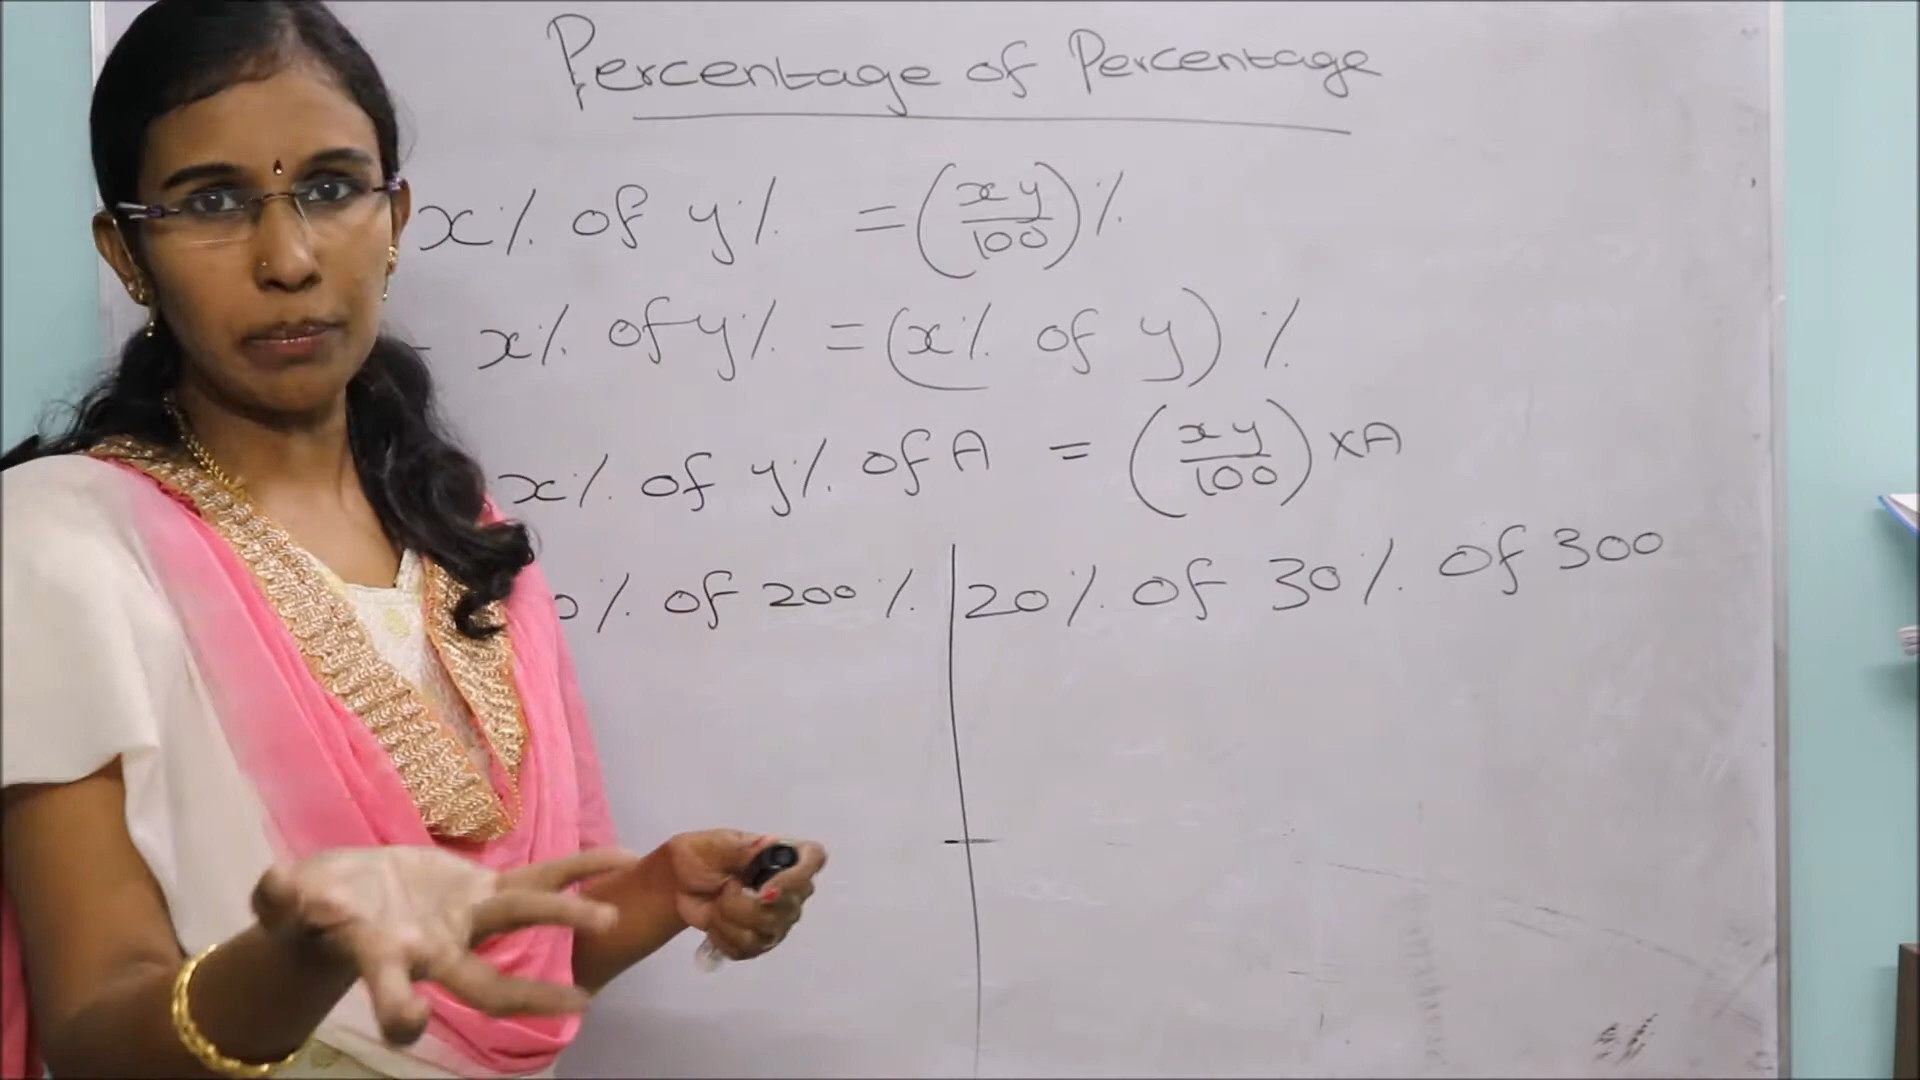 Percentage of Percentage
x% of y% = (xy/100)%
x% of y% = (x% of y) %
x% of y% of A = (xy/100) x A
0% of 200% | 20% of 30% of 300